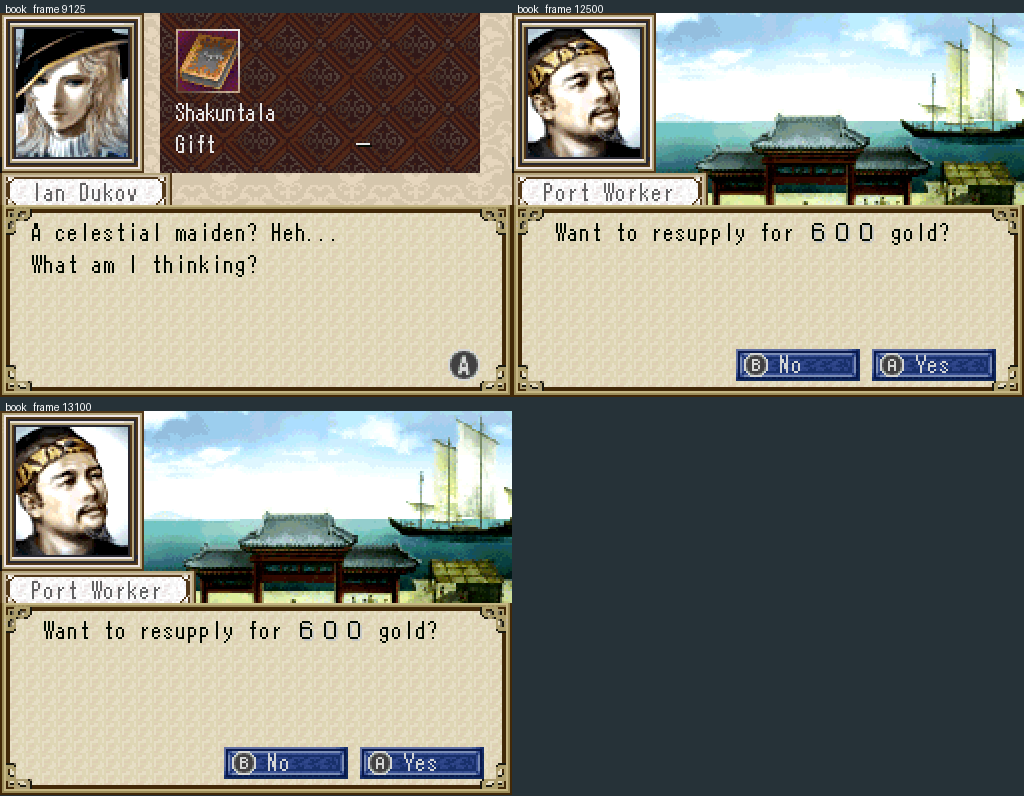 book frame 9125
Shakuntala
Gift —
Ian Dukov
A celestial maiden? Heh...
What am I thinking?
A
book frame 12500
Port Worker
Want to resupply for 600 gold?
B No
A Yes
book frame 13100
Port Worker
Want to resupply for 600 gold?
B No
A Yes